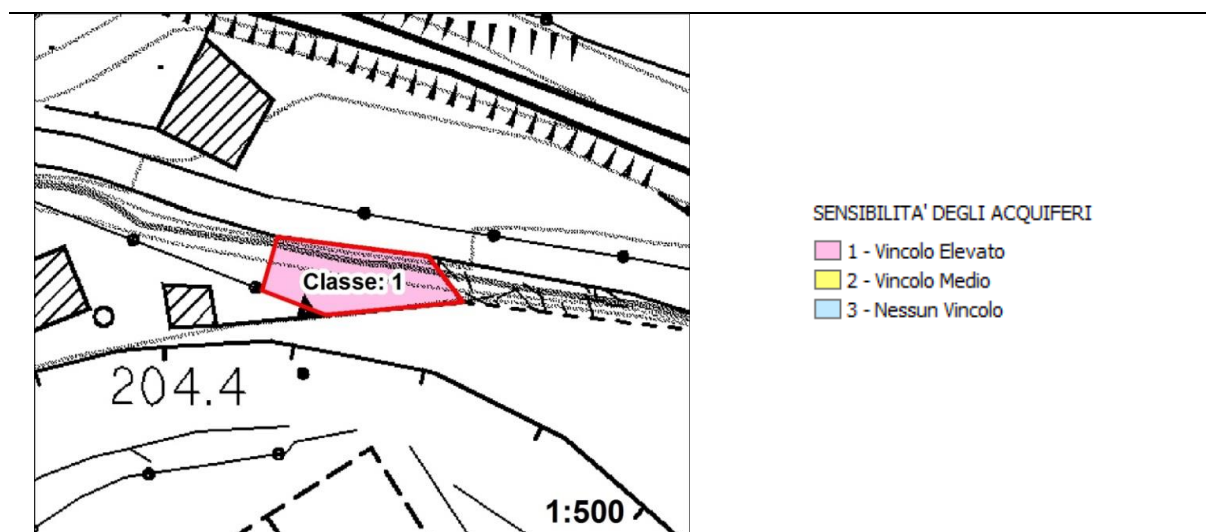 Classe: 1
204.4
1:500
SENSIBILITA' DEGLI ACQUIFERI
1 - Vincolo Elevato
2 - Vincolo Medio
3 - Nessun Vincolo